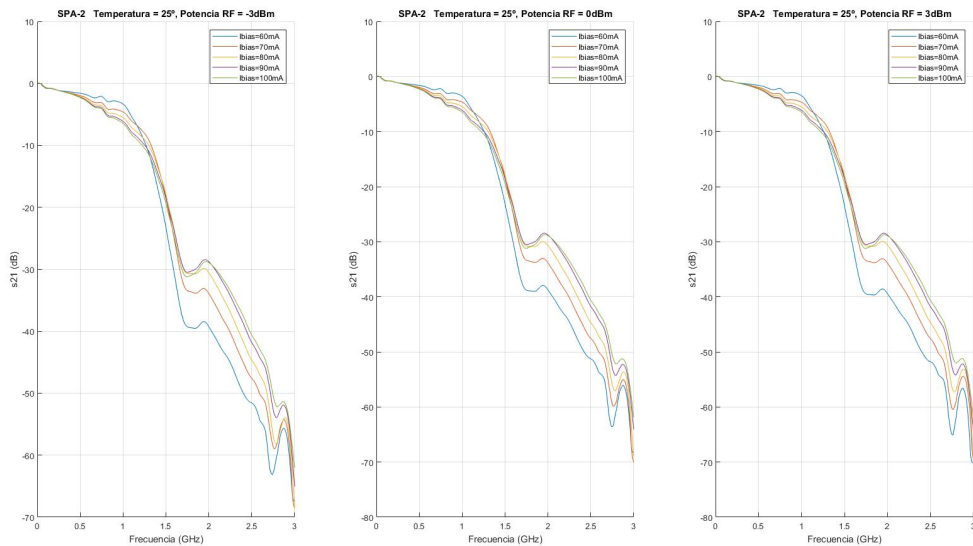 SPA-2 Temperatura = 25º, Potencia RF = -3dBm
10
0
-10
-20
-30
-40
-50
-60
-70
s21 (dB)
0 0.5 1 1.5 2 2.5 3
Frecuencia (GHz)
Ibias=60mA
Ibias=70mA
Ibias=80mA
Ibias=90mA
Ibias=100mA
SPA-2 Temperatura = 25º, Potencia RF = 0dBm
10
0
-10
-20
-30
-40
-50
-60
-70
-80
s21 (dB)
0 0.5 1 1.5 2 2.5 3
Frecuencia (GHz)
Ibias=60mA
Ibias=70mA
Ibias=80mA
Ibias=90mA
Ibias=100mA
SPA-2 Temperatura = 25º, Potencia RF = 3dBm
10
0
-10
-20
-30
-40
-50
-60
-70
-80
s21 (dB)
0 0.5 1 1.5 2 2.5 3
Frecuencia (GHz)
Ibias=60mA
Ibias=70mA
Ibias=80mA
Ibias=90mA
Ibias=100mA